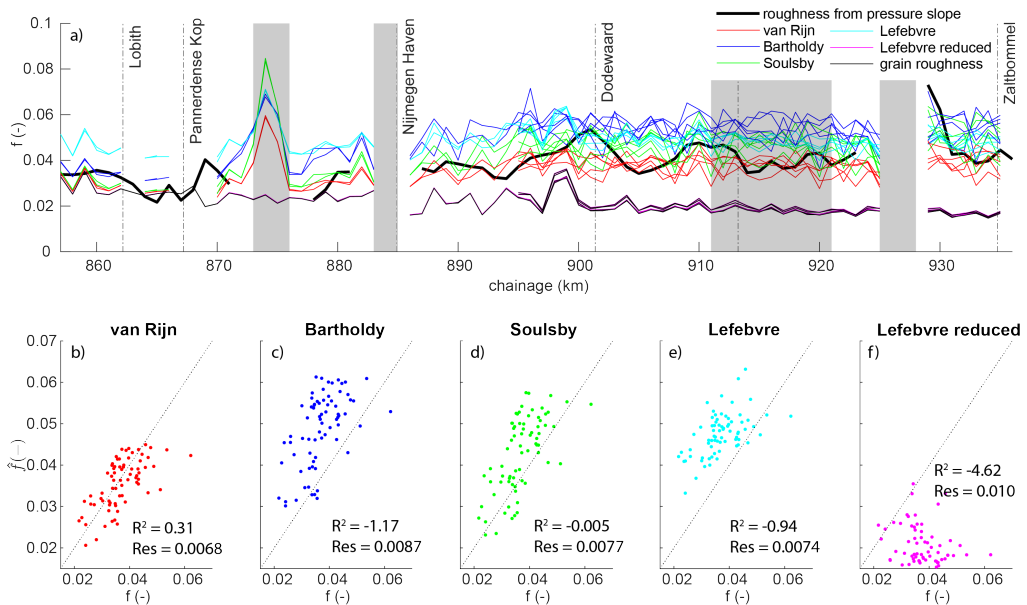 a)
f (-)
0.1
0.08
0.06
0.04
0.02
0
Lobith
Pannerdense Kop
Nijmegen Haven
Dodewaard
Zaltbommel
roughness from pressure slope
van Rijn
Bartholdy
Soulsby
Lefebvre
Lefebvre reduced
grain roughness
860
870
880
890
900
910
920
930
chainage (km)
van Rijn
b)
0.07
0.06
0.05
0.04
0.03
0.02
f̂(−)
R² = 0.31
Res = 0.0068
0.02 0.04 0.06
f (-)
Bartholdy
c)
R² = -1.17
Res = 0.0087
0.02 0.04 0.06
f (-)
Soulsby
d)
R² = -0.005
Res = 0.0077
0.02 0.04 0.06
f (-)
Lefebvre
e)
R² = -0.94
Res = 0.0074
0.02 0.04 0.06
f (-)
Lefebvre reduced
f)
R² = -4.62
Res = 0.010
0.02 0.04 0.06
f (-)